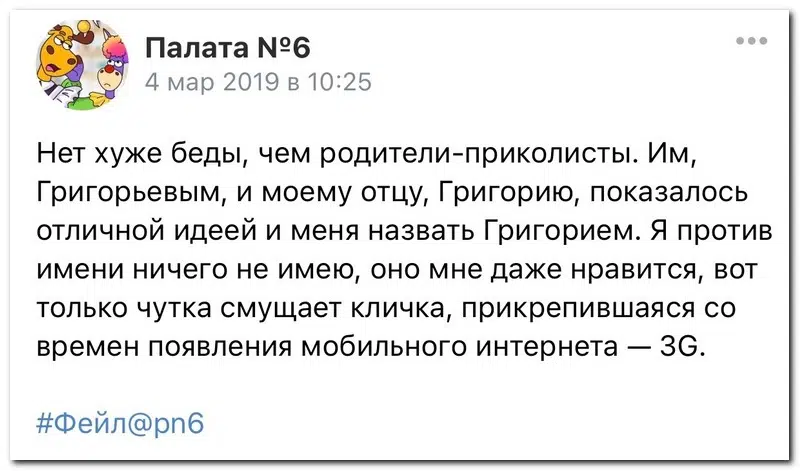 Палата №6
4 мар 2019 в 10:25
Нет хуже беды, чем родители-приколисты. Им,
Григорьевым, и моему отцу, Григорию, показалось
отличной идеей и меня назвать Григорием. Я против
имени ничего не имею, оно мне даже нравится, вот
только чутка смущает кличка, прикрепившаяся со
времен появления мобильного интернета — 3G.
#Фейл@pn6